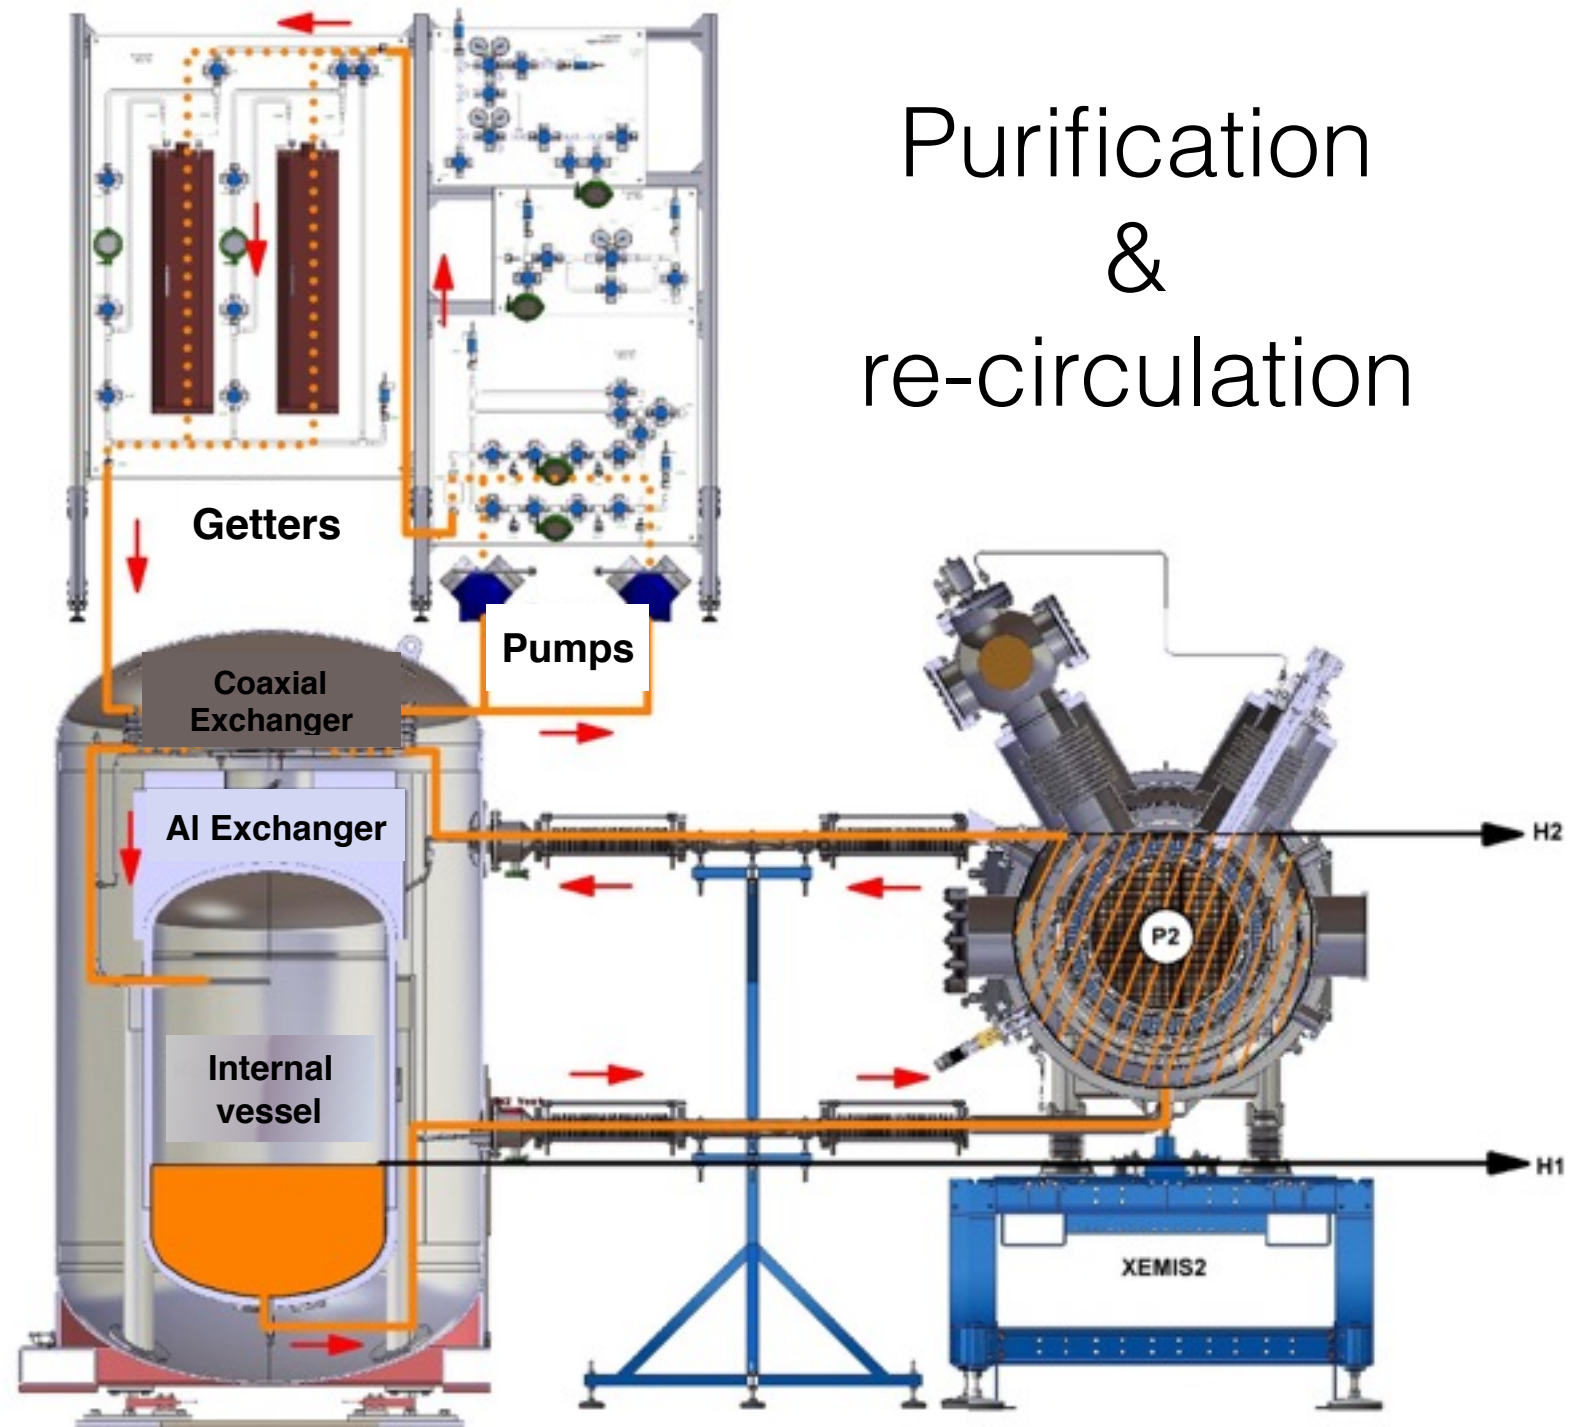 Purification
&
re-circulation
Getters
Pumps
Coaxial
Exchanger
Al Exchanger
H2
P2
Internal
vessel
H1
XEMIS2